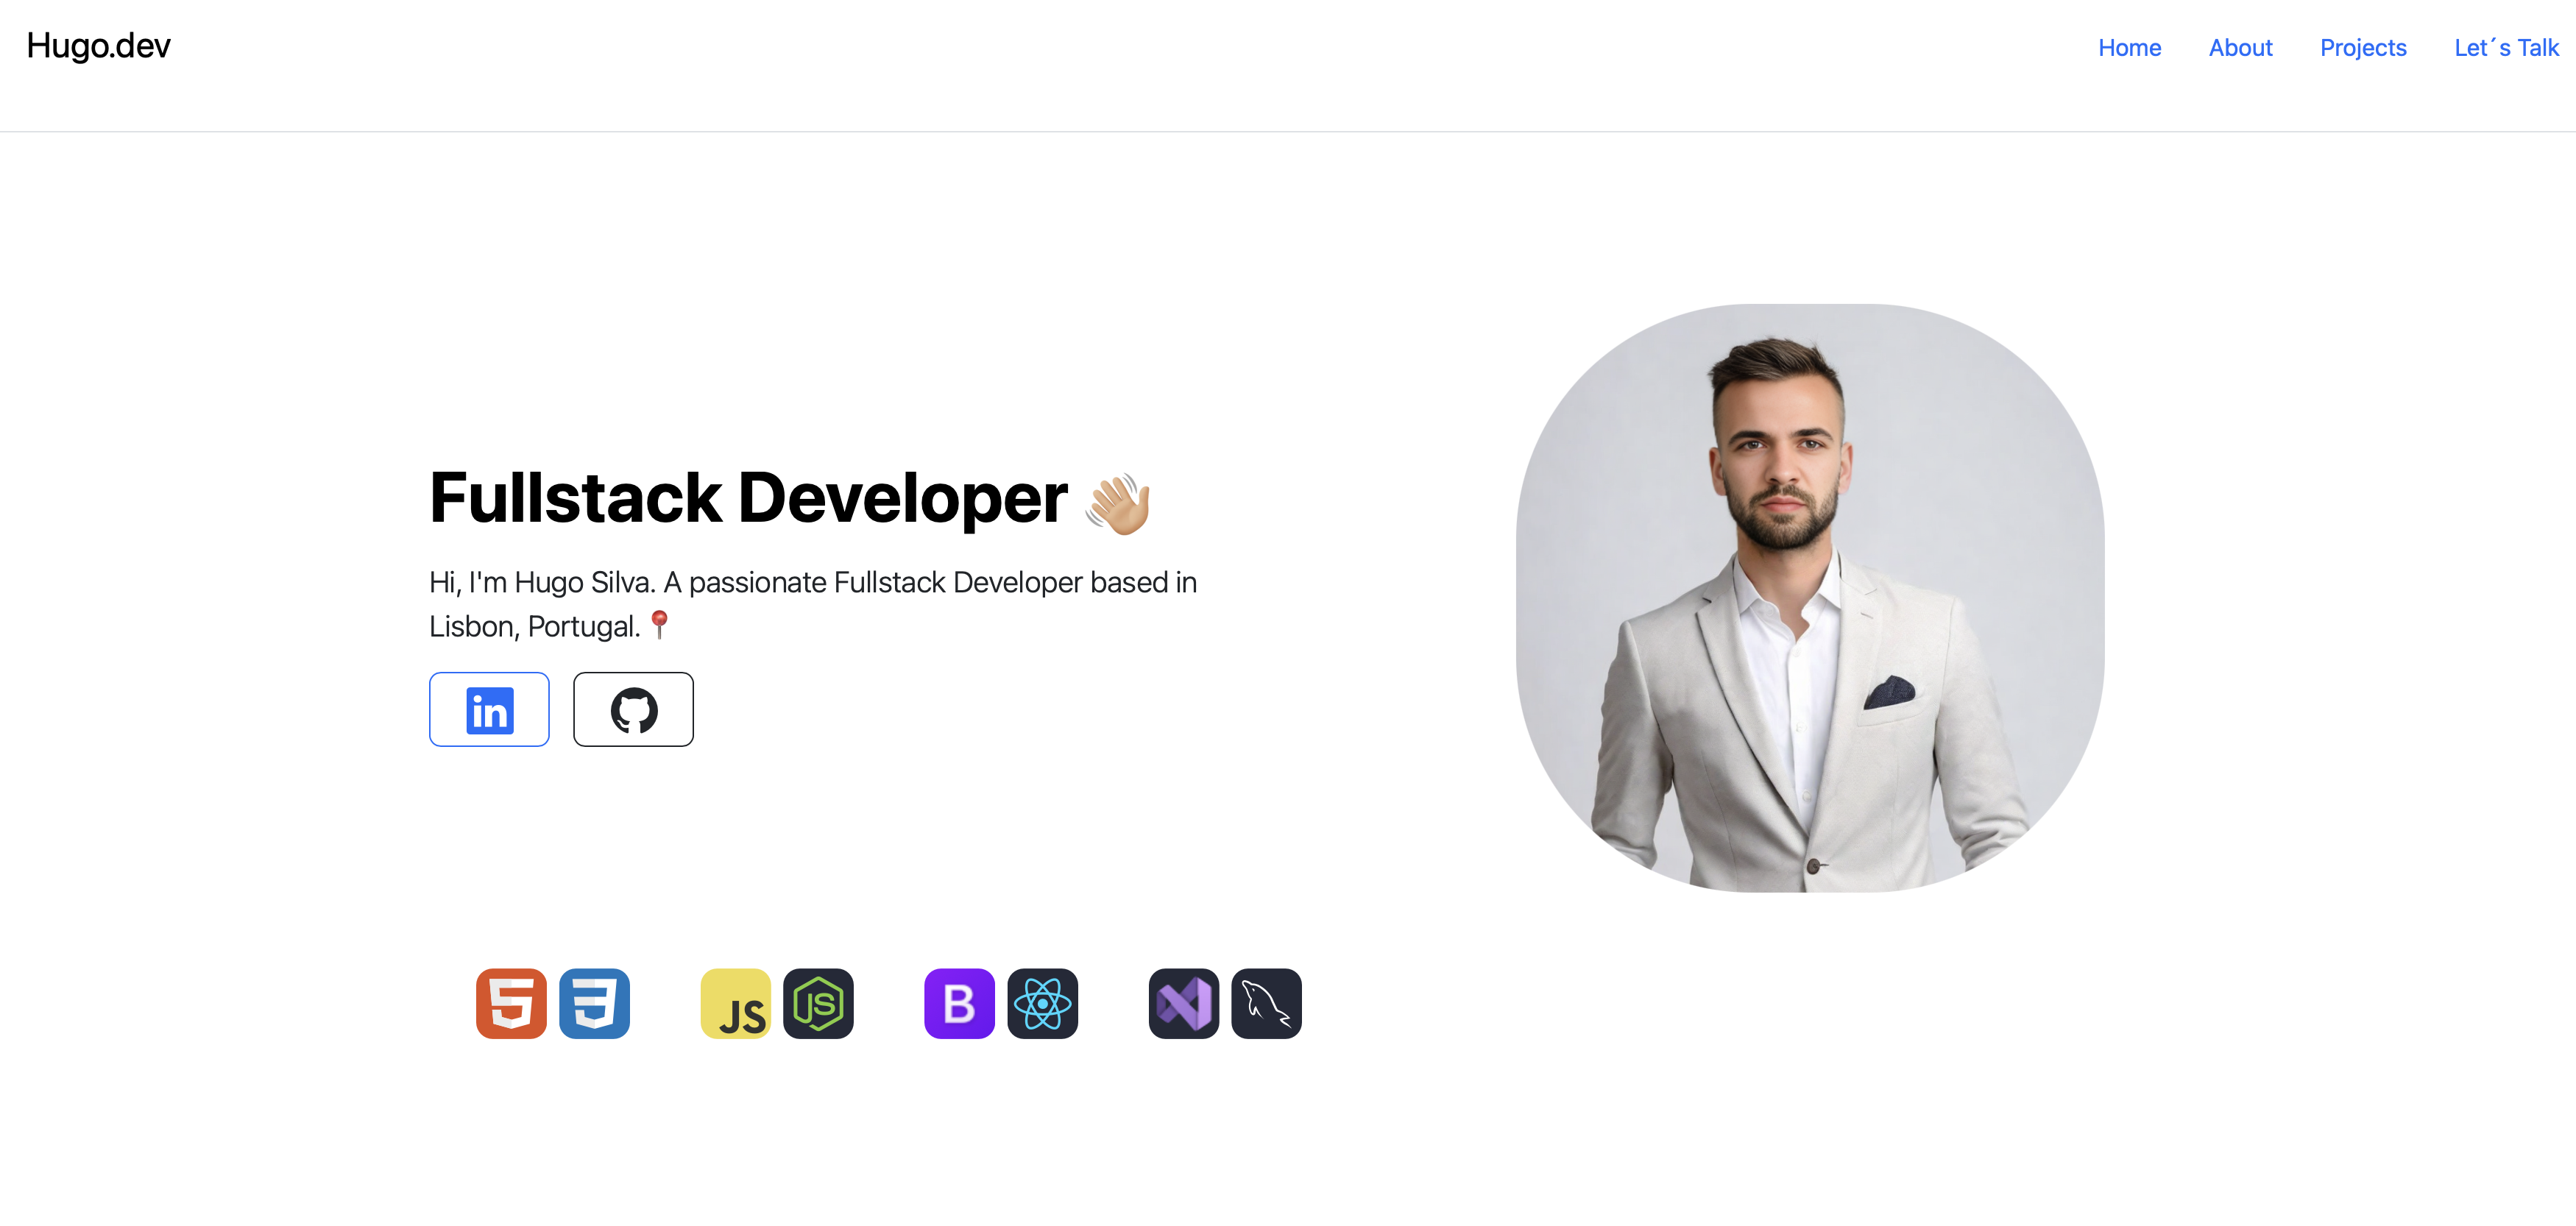 Hugo.dev
Home About Projects Let´s Talk
Fullstack Developer 👋🏼
Hi, I'm Hugo Silva. A passionate Fullstack Developer based in
Lisbon, Portugal. 📍
in
JS JS B